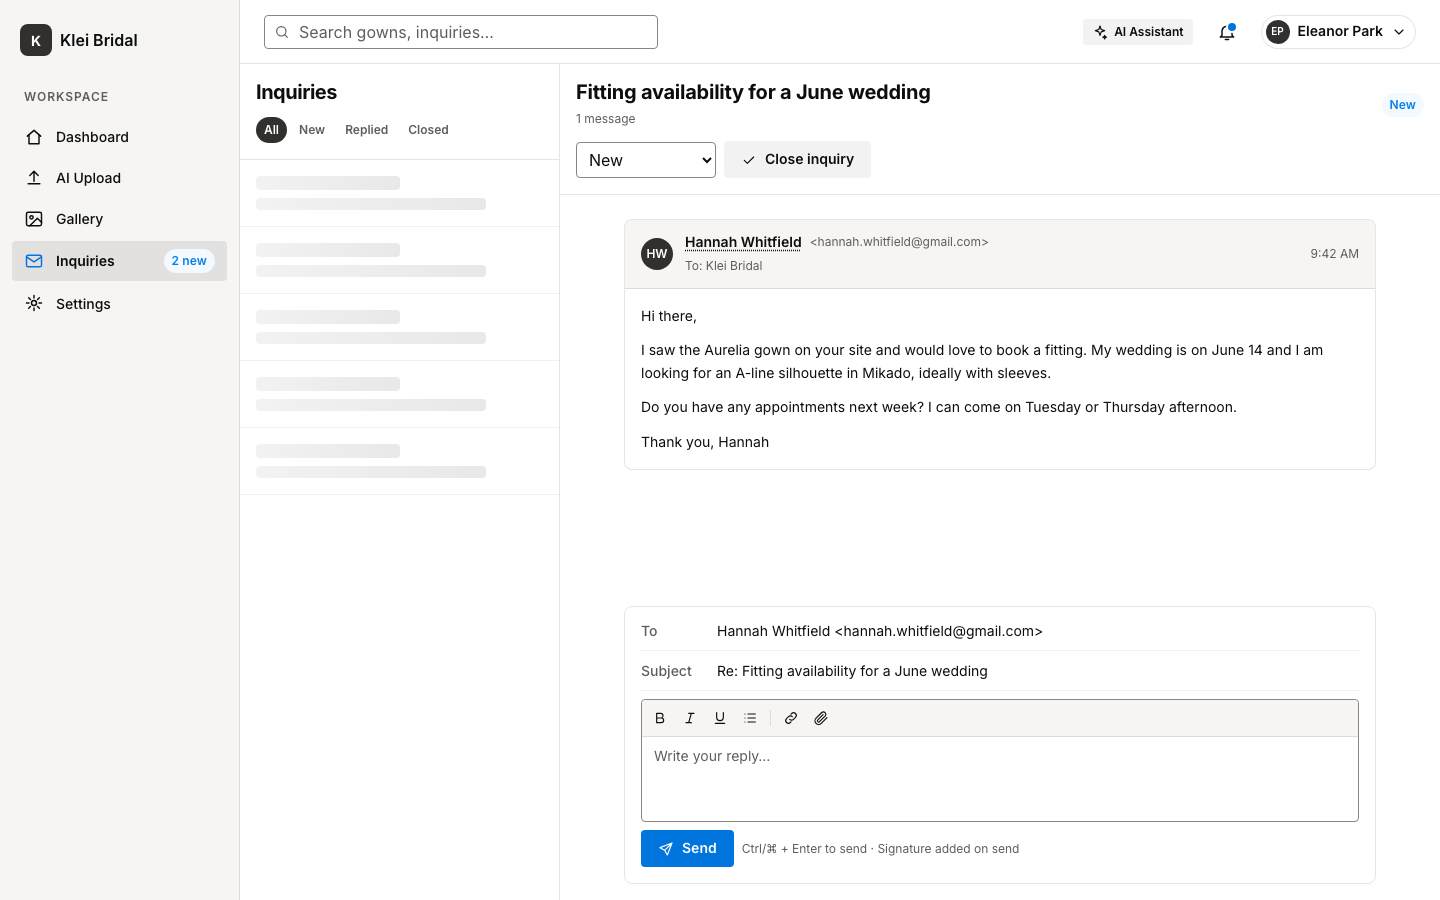 K Klei Bridal
WORKSPACE
Dashboard
AI Upload
Gallery
Inquiries 2 new
Settings
Search gowns, inquiries...
AI Assistant
EP Eleanor Park
Inquiries
All New Replied Closed
Fitting availability for a June wedding
1 message
New
New
Close inquiry
HW Hannah Whitfield <hannah.whitfield@gmail.com>
To: Klei Bridal
9:42 AM
Hi there,
I saw the Aurelia gown on your site and would love to book a fitting. My wedding is on June 14 and I am
looking for an A-line silhouette in Mikado, ideally with sleeves.
Do you have any appointments next week? I can come on Tuesday or Thursday afternoon.
Thank you, Hannah
To Hannah Whitfield <hannah.whitfield@gmail.com>
Subject Re: Fitting availability for a June wedding
B I U
Write your reply...
Send Ctrl/⌘ + Enter to send · Signature added on send